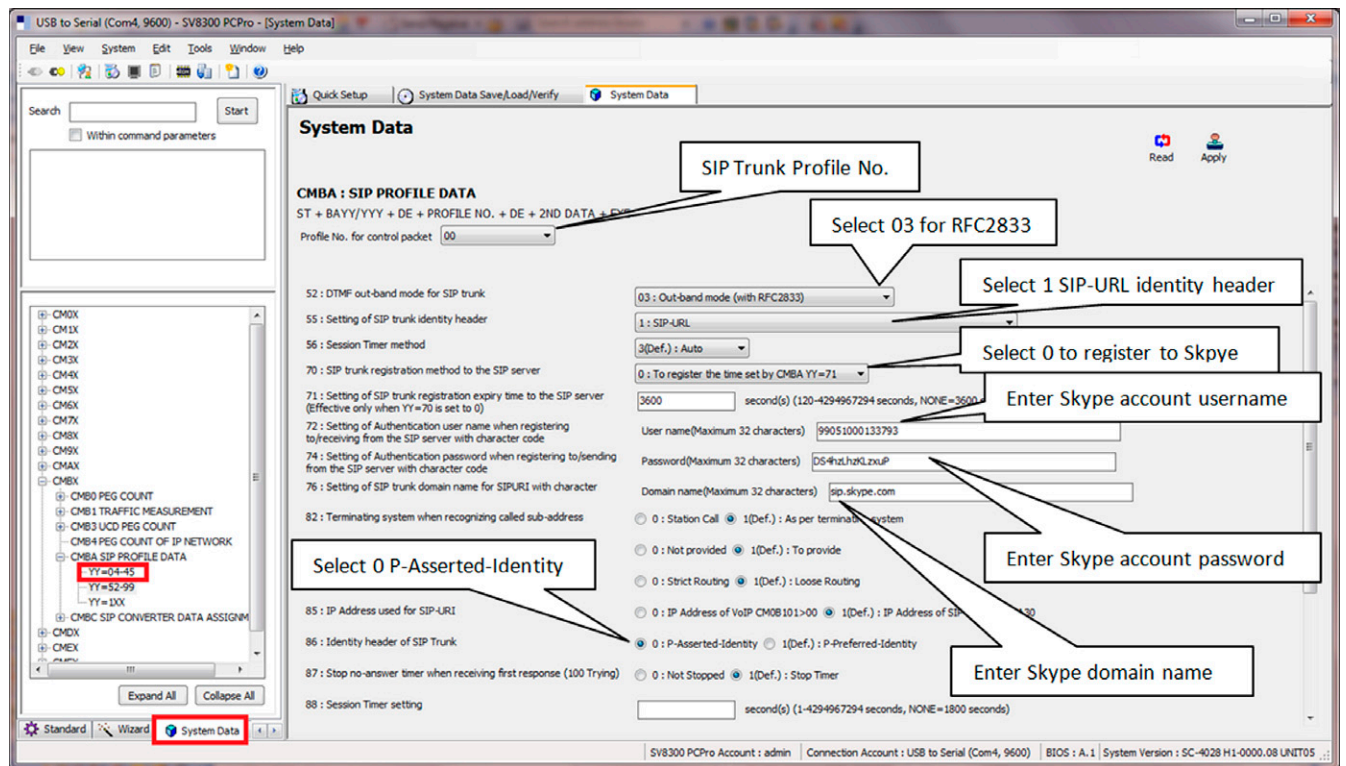 USB to Serial (Com4, 9600) - SV8300 PCPro - [System Data]
File View System Edit Tools Window Help
Search Start
Within command parameters
Quick Setup System Data Save/Load/Verify System Data
System Data
Read Apply
SIP Trunk Profile No.
CMBA : SIP PROFILE DATA
ST + BAYY/YYY + DE + PROFILE NO. + DE + 2ND DATA +
Profile No. for control packet 00
Select 03 for RFC2833
52 : DTMF out-band mode for SIP trunk 03 : Out-band mode (with RFC2833)
Select 1 SIP-URL identity header
55 : Setting of SIP trunk identity header 1 : SIP-URL
56 : Session Timer method 3(Def.) : Auto
Select 0 to register to Skpye
70 : SIP trunk registration method to the SIP server 0 : To register the time set by CMBA YY=71
71 : Setting of SIP trunk registration expiry time to the SIP server
(Effective only when YY=70 is set to 0)
3600 second(s) (120-4294967294 seconds, NONE=3600
Enter Skype account username
72 : Setting of Authentication user name when registering
to/receiving from the SIP server with character code
User name(Maximum 32 characters) 99051000133793
74 : Setting of Authentication password when registering to/sending
from the SIP server with character code
Password(Maximum 32 characters) DS4hzLhzKLzxuP
76 : Setting of SIP trunk domain name for SIPURI with character
Domain name(Maximum 32 characters) sip.skype.com
82 : Terminating system when recognizing called sub-address 0 : Station Call 1(Def.) : As per terminating system
0 : Not provided 1(Def.) : To provide
Enter Skype account password
Select 0 P-Asserted-Identity
0 : Strict Routing 1(Def.) : Loose Routing
85 : IP Address used for SIP-URI 0 : IP Address of VoIP CM0B101>00 1(Def.) : IP Address of
86 : Identity header of SIP Trunk 0 : P-Asserted-Identity 1(Def.) : P-Preferred-Identity
Enter Skype domain name
87 : Stop no-answer timer when receiving first response (100 Trying) 0 : Not Stopped 1(Def.) : Stop Timer
88 : Session Timer setting second(s) (1-4294967294 seconds, NONE=1800 seconds)
CM0X
CM1X
CM2X
CM3X
CM4X
CM5X
CM6X
CM7X
CM8X
CM9X
CMAX
CMBX
CMB0 PEG COUNT
CMB1 TRAFFIC MEASUREMENT
CMB3 UCD PEG COUNT
CMB4 PEG COUNT OF IP NETWORK
CMBA SIP PROFILE DATA
YY=04-45
YY=52-99
YY=1XX
CMBC SIP CONVERTER DATA ASSIGNM
CMDX
CMEX
Expand All Collapse All
Standard Wizard System Data
SV8300 PCPro Account : admin Connection Account : USB to Serial (Com4, 9600) BIOS : A.1 System Version : SC-4028 H1-0000.08 UNIT05